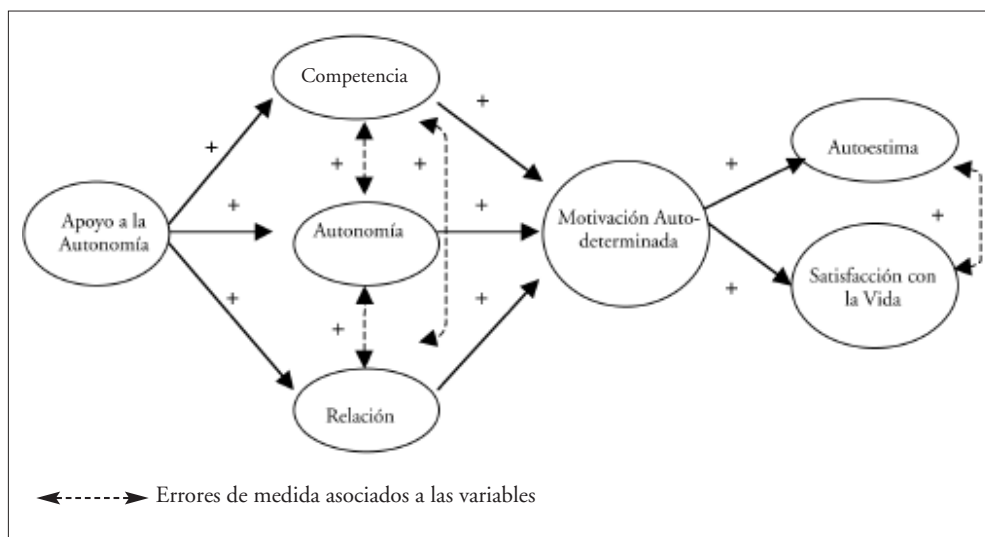 Competencia
+
+
+
+
Autoestima
+
Apoyo a la
Autonomía
+
Autonomía
+
Motivación Auto-
determinada
+
Satisfacción con
la Vida
+
+
+
+
Relación
Errores de medida asociados a las variables